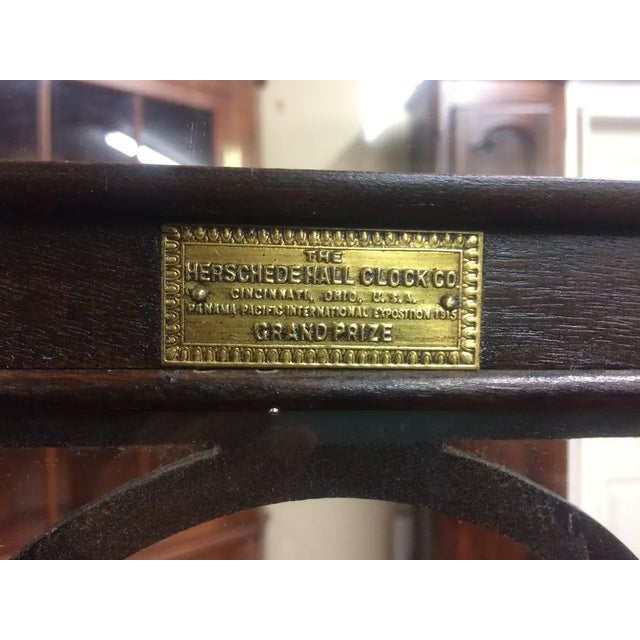 THE
HERSCHEDE HALL CLOCK CO.
CINCINNATI, OHIO, U.S.A.
PANAMA PACIFIC INTERNATIONAL EXPOSITION 1915
GRAND PRIZE